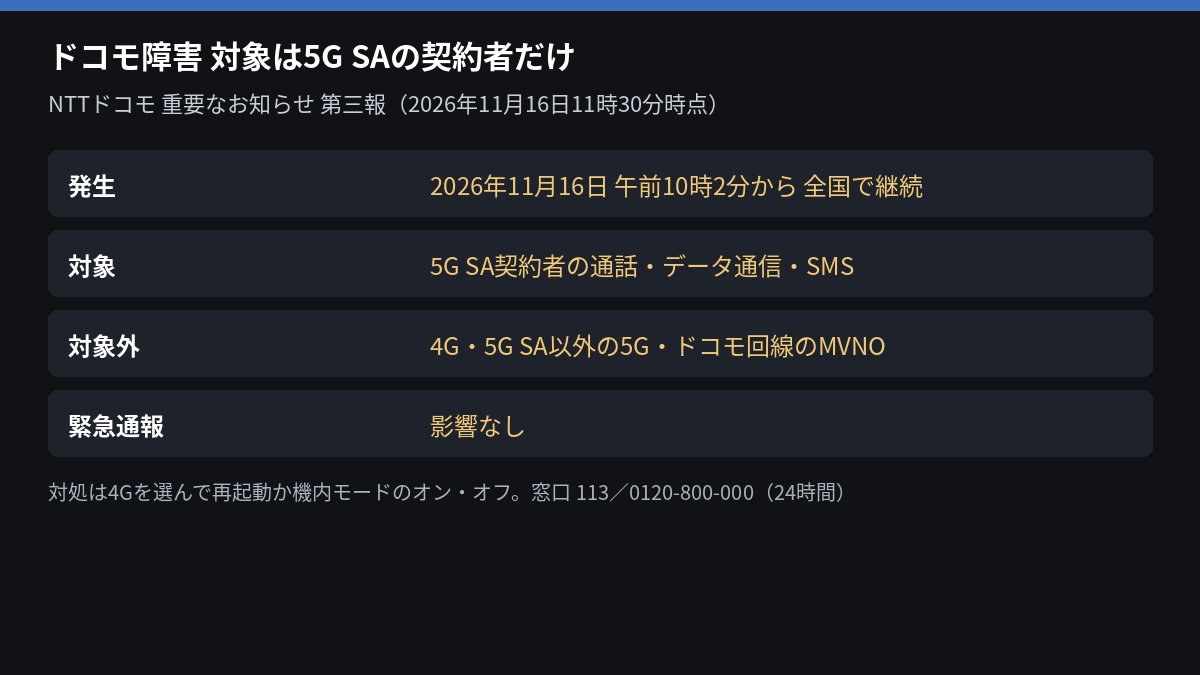 ドコモ障害 対象は5G SAの契約者だけ
NTTドコモ 重要なお知らせ 第三報（2026年11月16日11時30分時点）
発生 2026年11月16日 午前10時2分から 全国で継続
対象 5G SA契約者の通話・データ通信・SMS
対象外 4G・5G SA以外の5G・ドコモ回線のMVNO
緊急通報 影響なし
対処は4Gを選んで再起動か機内モードのオン・オフ。窓口 113／0120-800-000（24時間）